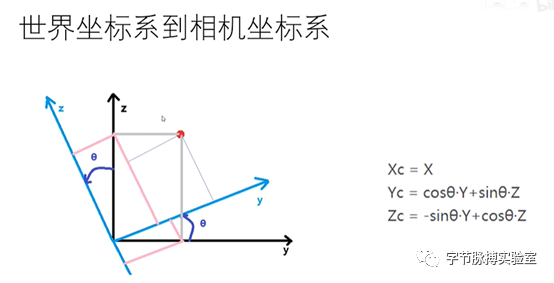 世界坐标系到相机坐标系
z
z
θ
y
θ
y
Xc = X
Yc = cosθ·Y+sinθ·Z
Zc = -sinθ·Y+cosθ·Z
字节脉搏实验室